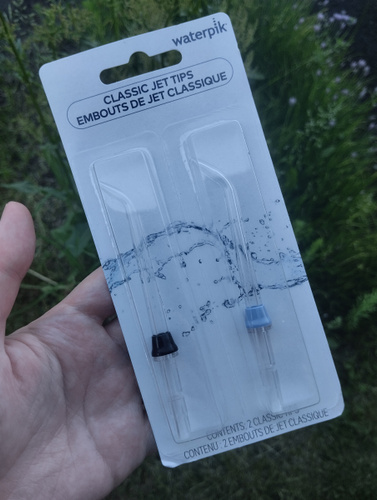 waterpik
CLASSIC JET TIPS
EMBOUTS DE JET CLASSIQUE
CONTENTS: 2 CLASSIC
CONTENU : 2 EMBOUTS DE JET CLASSIQUE